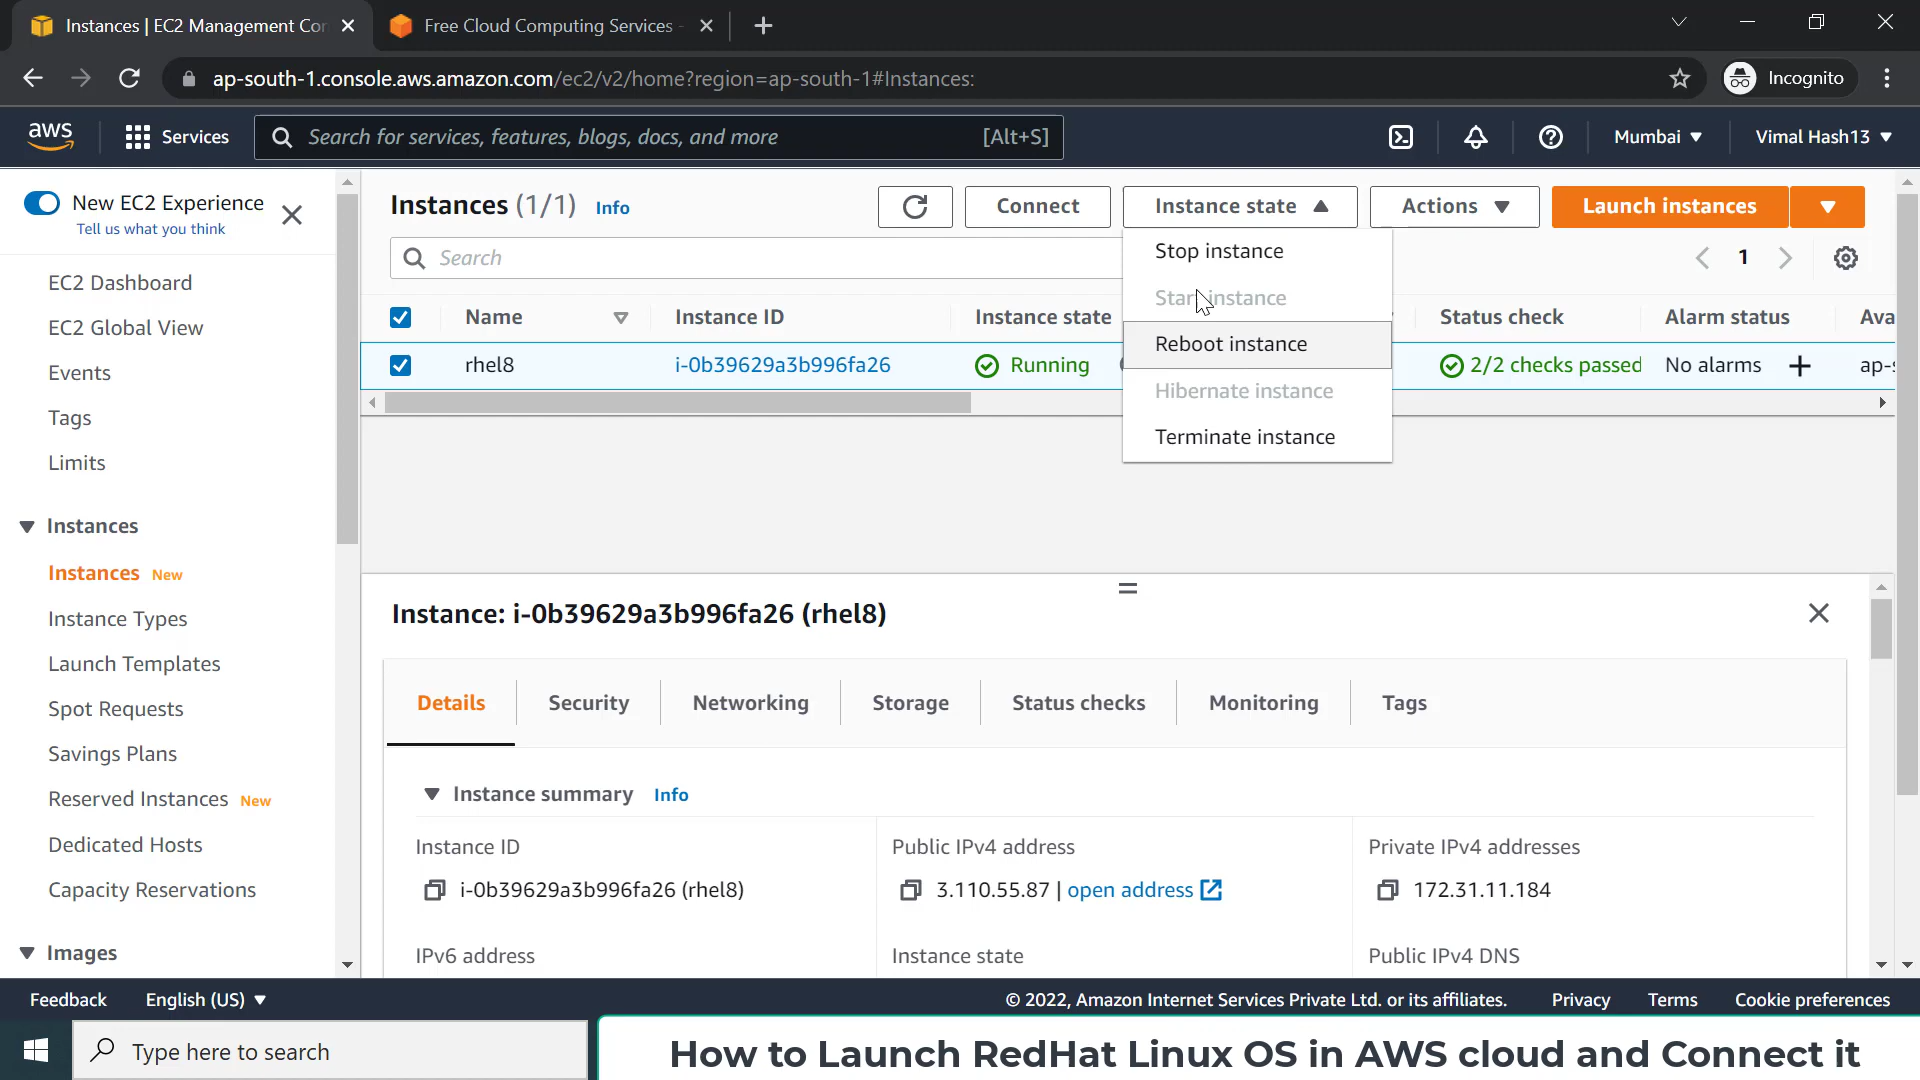 Instances | EC2 Management Con
Free Cloud Computing Services -
ap-south-1.console.aws.amazon.com/ec2/v2/home?region=ap-south-1#Instances:
Incognito
aws
Services
Search for services, features, blogs, docs, and more
[Alt+S]
Mumbai
Vimal Hash13
New EC2 Experience
Tell us what you think
EC2 Dashboard
EC2 Global View
Events
Tags
Limits
Instances
Instances New
Instance Types
Launch Templates
Spot Requests
Savings Plans
Reserved Instances New
Dedicated Hosts
Capacity Reservations
Images
Instances (1/1) Info
Connect
Instance state
Actions
Launch instances
Search
1
Stop instance
Start instance
Reboot instance
Hibernate instance
Terminate instance
Name
Instance ID
Instance state
Status check
Alarm status
Ava
rhel8
i-0b39629a3b996fa26
Running
2/2 checks passed
No alarms +
ap-s
Instance: i-0b39629a3b996fa26 (rhel8)
Details
Security
Networking
Storage
Status checks
Monitoring
Tags
Instance summary Info
Instance ID
i-0b39629a3b996fa26 (rhel8)
Public IPv4 address
3.110.55.87 | open address
Private IPv4 addresses
172.31.11.184
IPv6 address
Instance state
Public IPv4 DNS
Feedback
English (US)
© 2022, Amazon Internet Services Private Ltd. or its affiliates.
Privacy
Terms
Cookie preferences
Type here to search
How to Launch RedHat Linux OS in AWS cloud and Connect it